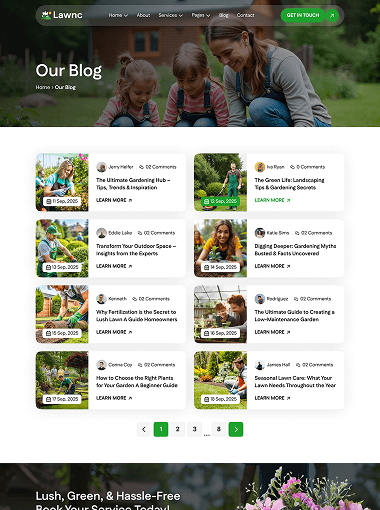 Lawnc
Home About Services Pages Blog Contact
GET IN TOUCH
Our Blog
Home > Our Blog
Jerry Helfer 02 Comments
The Ultimate Gardening Hub –
Tips, Trends & Inspiration
11 Sep, 2025
LEARN MORE
Iva Ryan 0 Comments
The Green Life: Landscaping
Tips & Gardening Secrets
12 Sep, 2025
LEARN MORE
Eddie Lake 02 Comments
Transform Your Outdoor Space –
Insights from the Experts
13 Sep, 2025
LEARN MORE
Katie Sims 02 Comments
Digging Deeper: Gardening Myths
Busted & Facts Uncovered
14 Sep, 2025
LEARN MORE
Kenneth 02 Comments
Why Fertilization is the Secret to
Lush Lawn A Guide Homeowners
15 Sep, 2025
LEARN MORE
Rodriguez 02 Comments
The Ultimate Guide to Creating a
Low-Maintenance Garden
16 Sep, 2025
LEARN MORE
Corina Coy 02 Comments
How to Choose the Right Plants
for Your Garden A Beginner Guide
17 Sep, 2025
LEARN MORE
James Hall 02 Comments
Seasonal Lawn Care: What Your
Lawn Needs Throughout the Year
18 Sep, 2025
LEARN MORE
< 1 2 3 ... 8 >
Lush, Green, & Hassle-Free
Book Your Service Today!